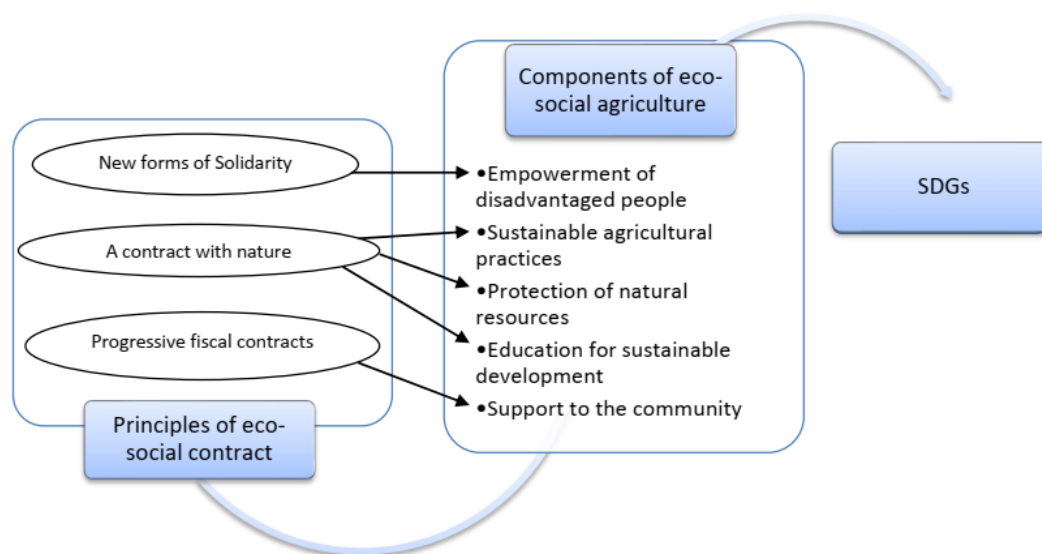 New forms of Solidarity
A contract with nature
Progressive fiscal contracts
Principles of eco-
social contract
Components of eco-
social agriculture
•Empowerment of
disadvantaged people
•Sustainable agricultural
practices
•Protection of natural
resources
•Education for sustainable
development
•Support to the community
SDGs